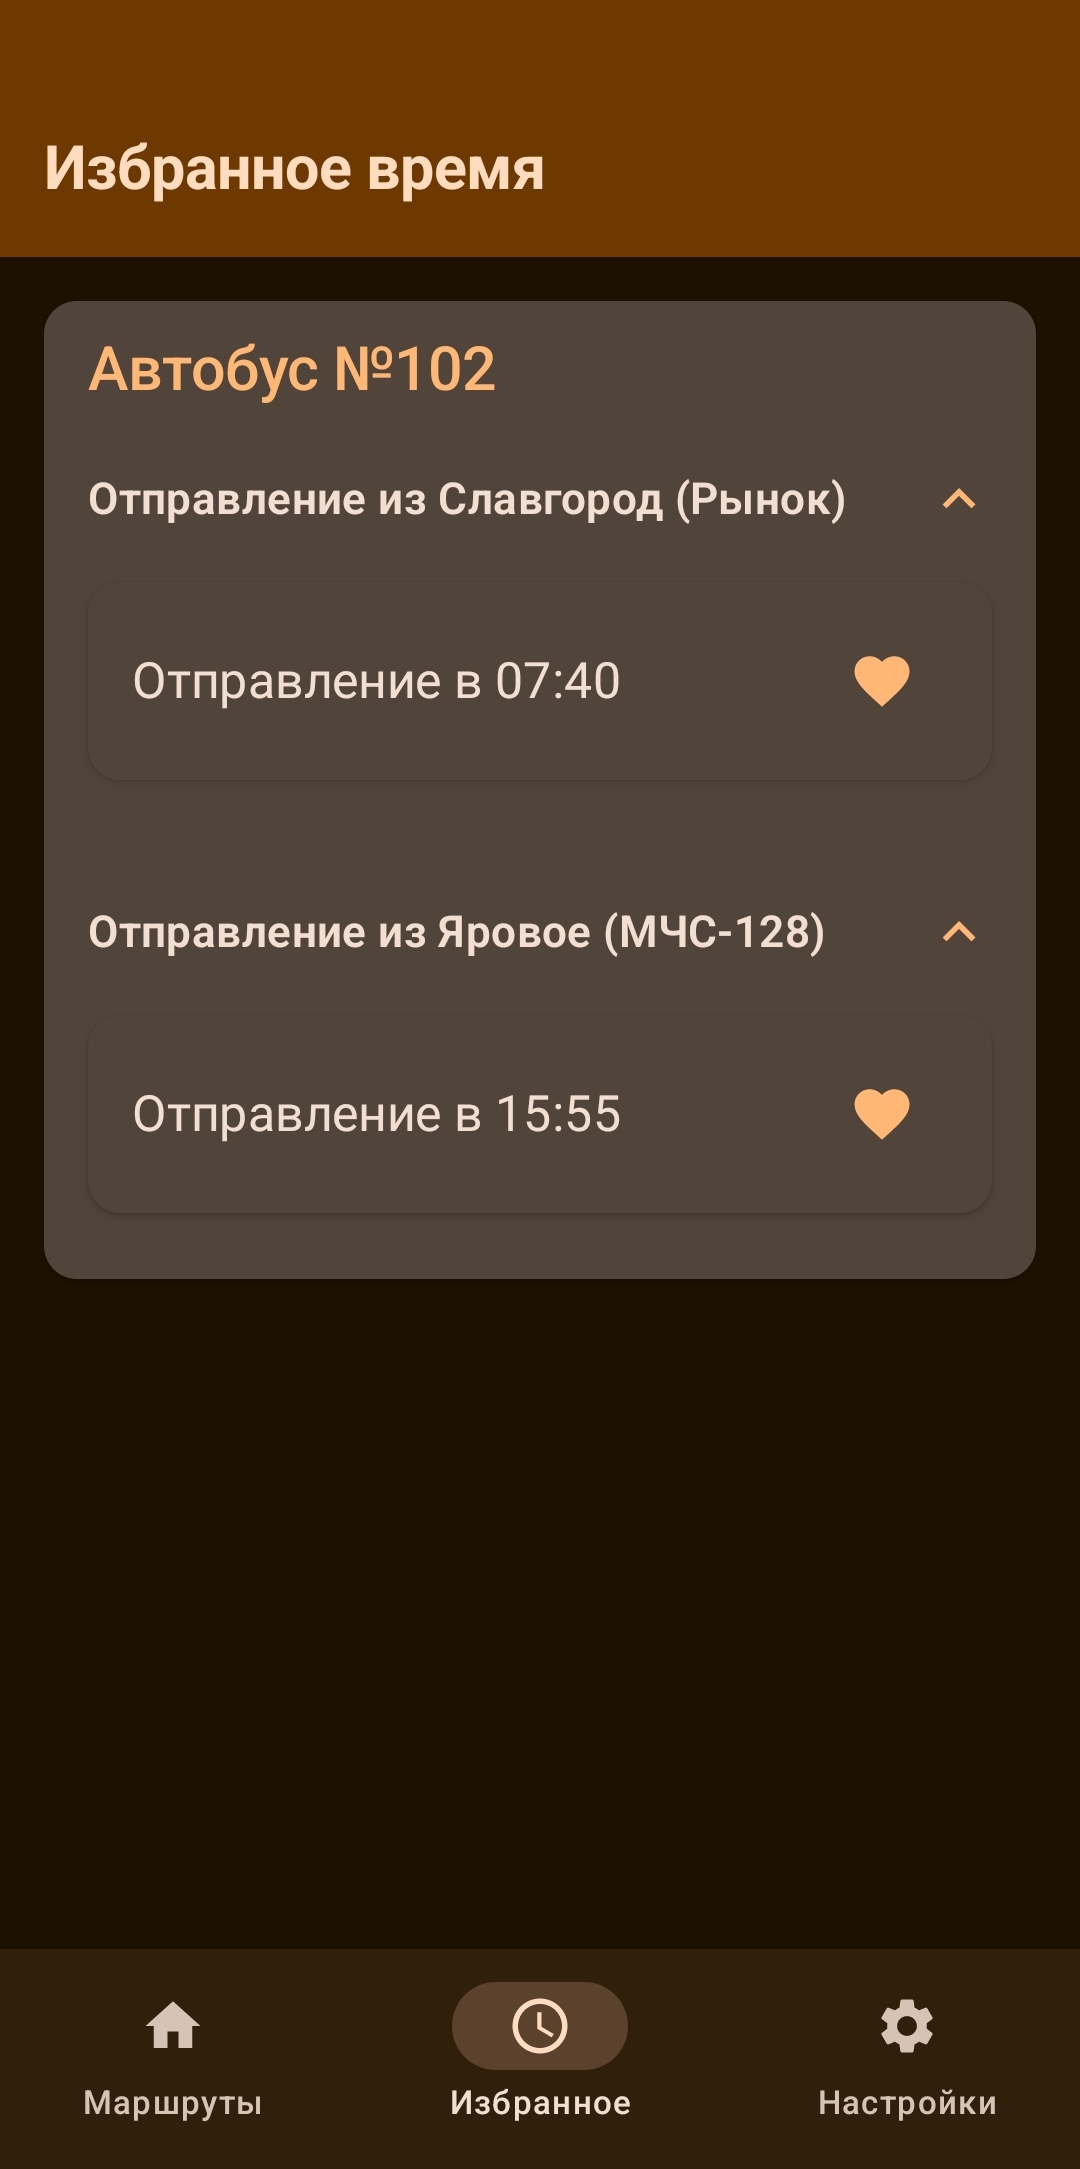 Избранное время
Автобус №102
Отправление из Славгород (Рынок)
Отправление в 07:40
Отправление из Яровое (МЧС-128)
Отправление в 15:55
Маршруты
Избранное
Настройки